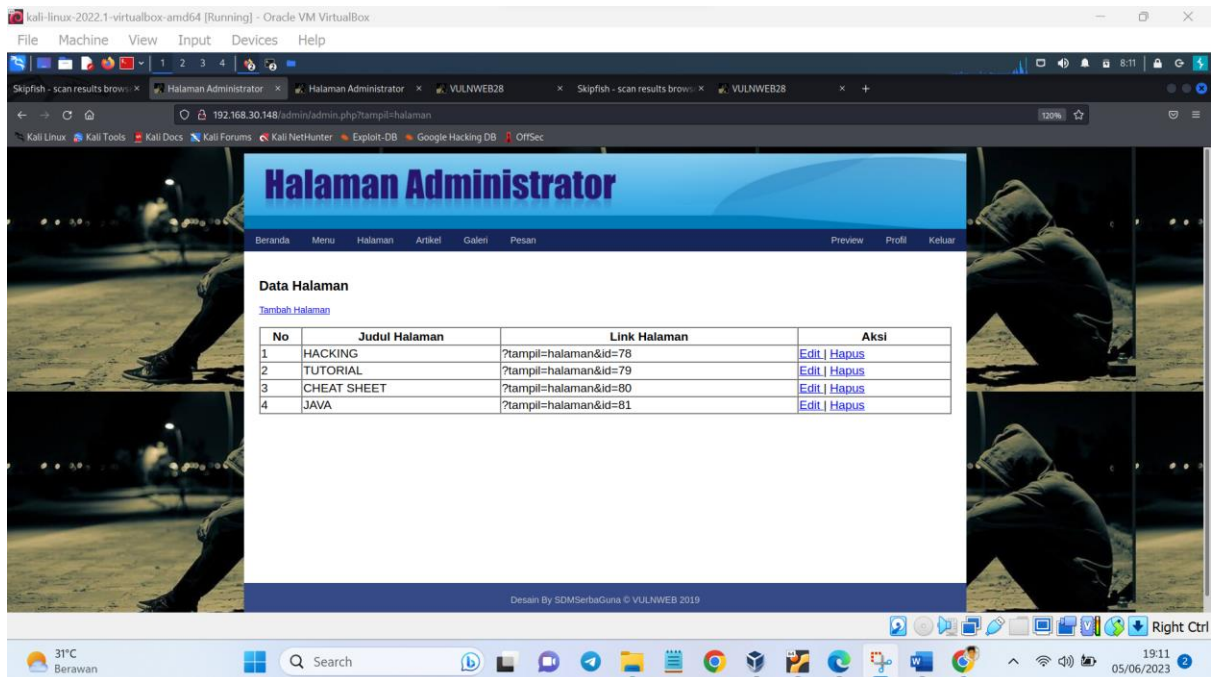 kali-linux-2022.1-virtualbox-amd64 [Running] - Oracle VM VirtualBox
File Machine View Input Devices Help
1 2 3 4
8:11
Skipfish - scan results brows
Halaman Administrator
Halaman Administrator
VULNWEB28
Skipfish - scan results brows
VULNWEB28
192.168.30.148/admin/admin.php?tampil=halaman
120%
Kali Linux Kali Tools Kali Docs Kali Forums Kali NetHunter Exploit-DB Google Hacking DB OffSec
Halaman Administrator
Beranda Menu Halaman Artikel Galeri Pesan Preview Profil Keluar
Data Halaman
Tambah Halaman
No Judul Halaman Link Halaman Aksi
1 HACKING ?tampil=halaman&id=78 Edit | Hapus
2 TUTORIAL ?tampil=halaman&id=79 Edit | Hapus
3 CHEAT SHEET ?tampil=halaman&id=80 Edit | Hapus
4 JAVA ?tampil=halaman&id=81 Edit | Hapus
Desain By SDMSerbaGuna © VULNWEB 2019
Right Ctrl
31°C
Berawan
Search
19:11
05/06/2023
2